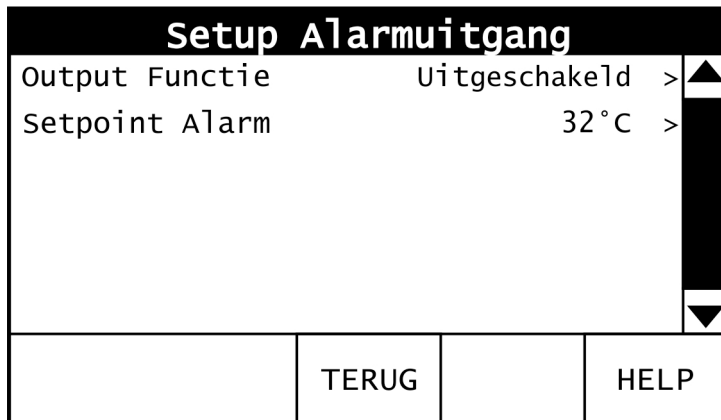 Setup Alarmuitgang
Output Functie Uitgeschakeld >
Setpoint Alarm 32°C >
TERUG HELP